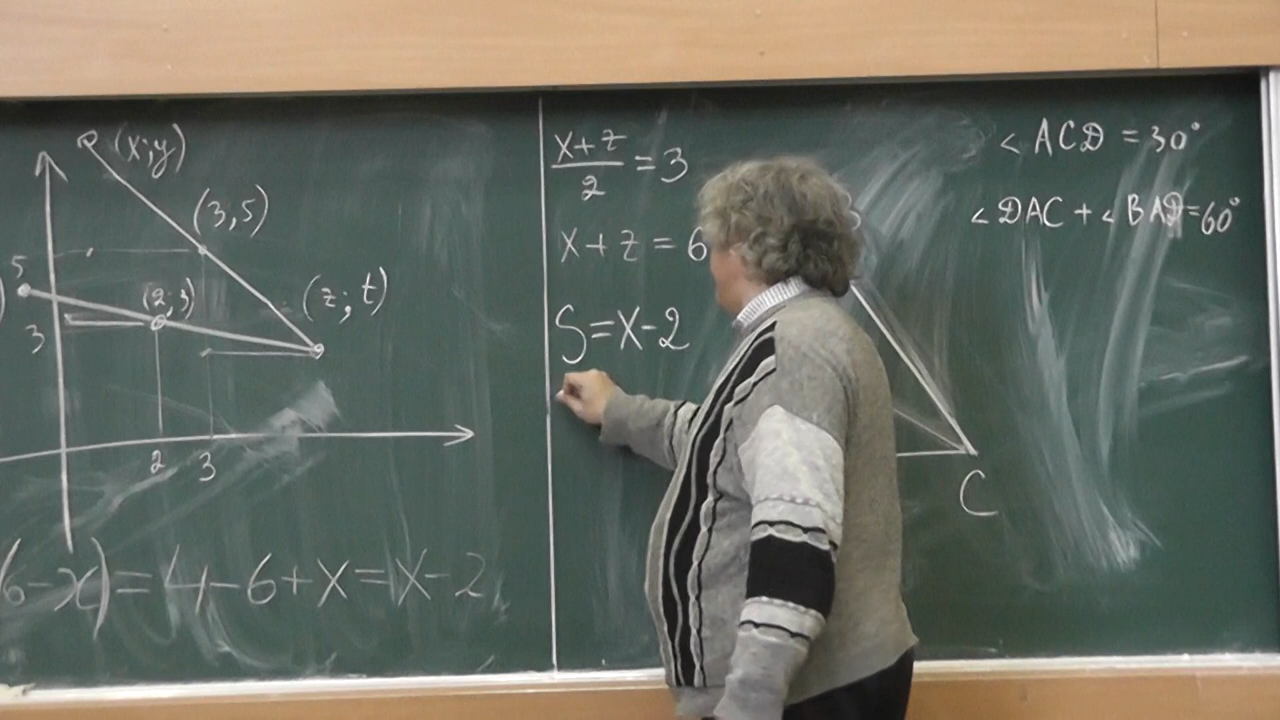 (x;y)
(3,5)
5
)
(2;3)
(z;t)
3
2
3
(6-x)=4-6+x=x-2
x+z/2=3
x+z=6
S=x-2
∠ACD=30°
∠DAC+∠BAD=60°
C